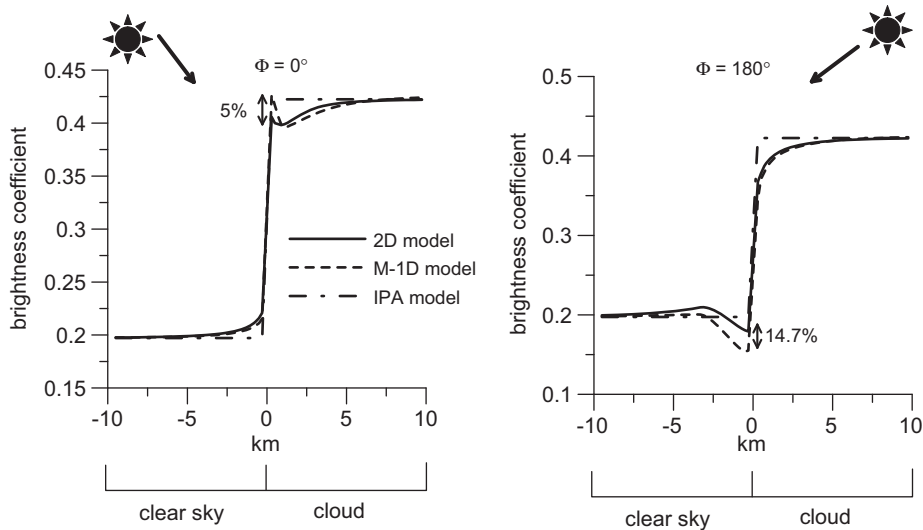 Φ = 0°
0.45
0.4
0.35
0.3
0.25
0.2
0.15
brightness coefficient
5%
2D model
M-1D model
IPA model
-10 -5 0 5 10
km
clear sky cloud
Φ = 180°
0.5
0.4
0.3
0.2
0.1
brightness coefficient
14.7%
-10 -5 0 5 10
km
clear sky cloud